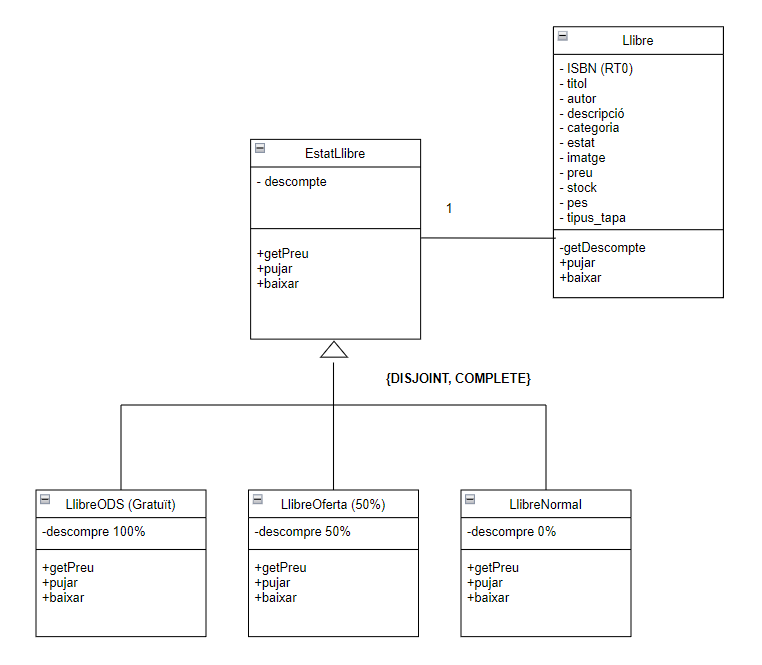 Llibre
- ISBN (RT0)
- titol
- autor
- descripció
- categoria
- estat
- imatge
- preu
- stock
- pes
- tipus_tapa
-getDescompte
+pujar
+baixar
EstatLlibre
- descompte
+getPreu
+pujar
+baixar
1
{DISJOINT, COMPLETE}
LlibreODS (Gratuït)
-descompre 100%
+getPreu
+pujar
+baixar
LlibreOferta (50%)
-descompre 50%
+getPreu
+pujar
+baixar
LlibreNormal
-descompre 0%
+getPreu
+pujar
+baixar